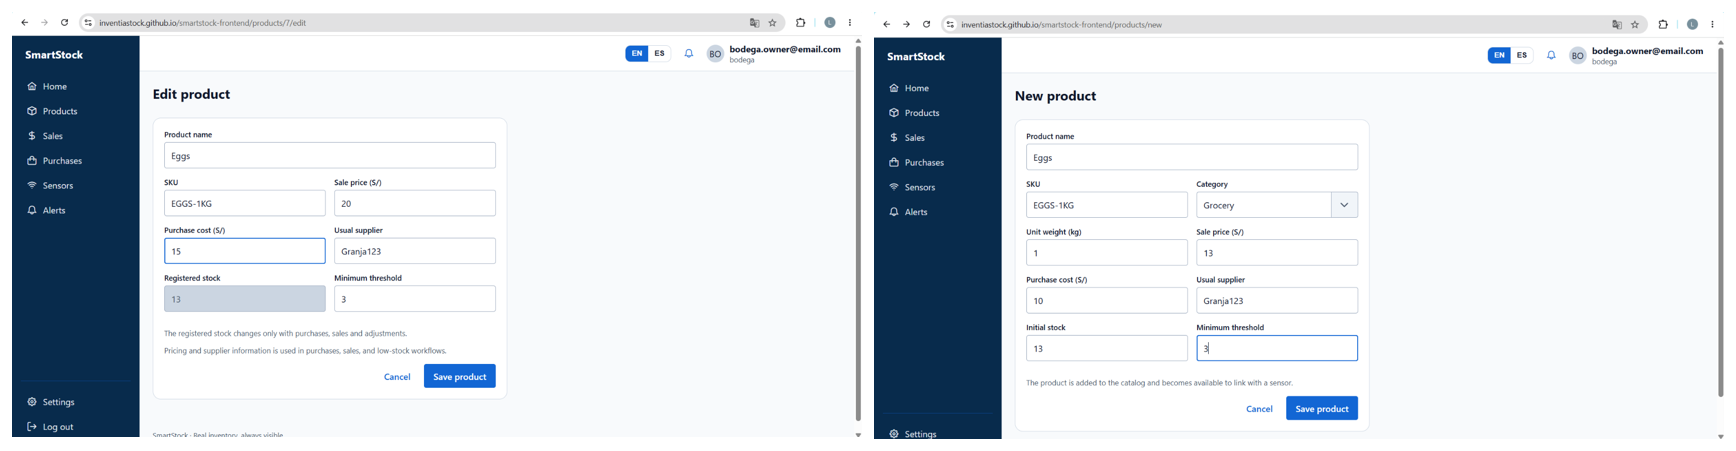 inventiastock.github.io/smartstock-frontend/products/7/edit
SmartStock
EN ES
BO
bodega.owner@email.com
bodega
Home
Products
Sales
Purchases
Sensors
Alerts
Settings
Log out
Edit product
Product name
Eggs
SKU
Sale price (S/)
EGGS-1KG
20
Purchase cost (S/)
Usual supplier
15
Granja123
Registered stock
Minimum threshold
13
3
The registered stock changes only with purchases, sales and adjustments.
Pricing and supplier information is used in purchases, sales, and low-stock workflows.
Cancel
Save product
SmartStock · Real inventory, always visible
L
inventiastock.github.io/smartstock-frontend/products/new
L
SmartStock
EN ES
BO
bodega.owner@email.com
bodega
Home
Products
Sales
Purchases
Sensors
Alerts
Settings
New product
Product name
Eggs
SKU
Category
EGGS-1KG
Grocery
Unit weight (kg)
Sale price (S/)
1
13
Purchase cost (S/)
Usual supplier
10
Granja123
Initial stock
Minimum threshold
13
3
The product is added to the catalog and becomes available to link with a sensor.
Cancel
Save product